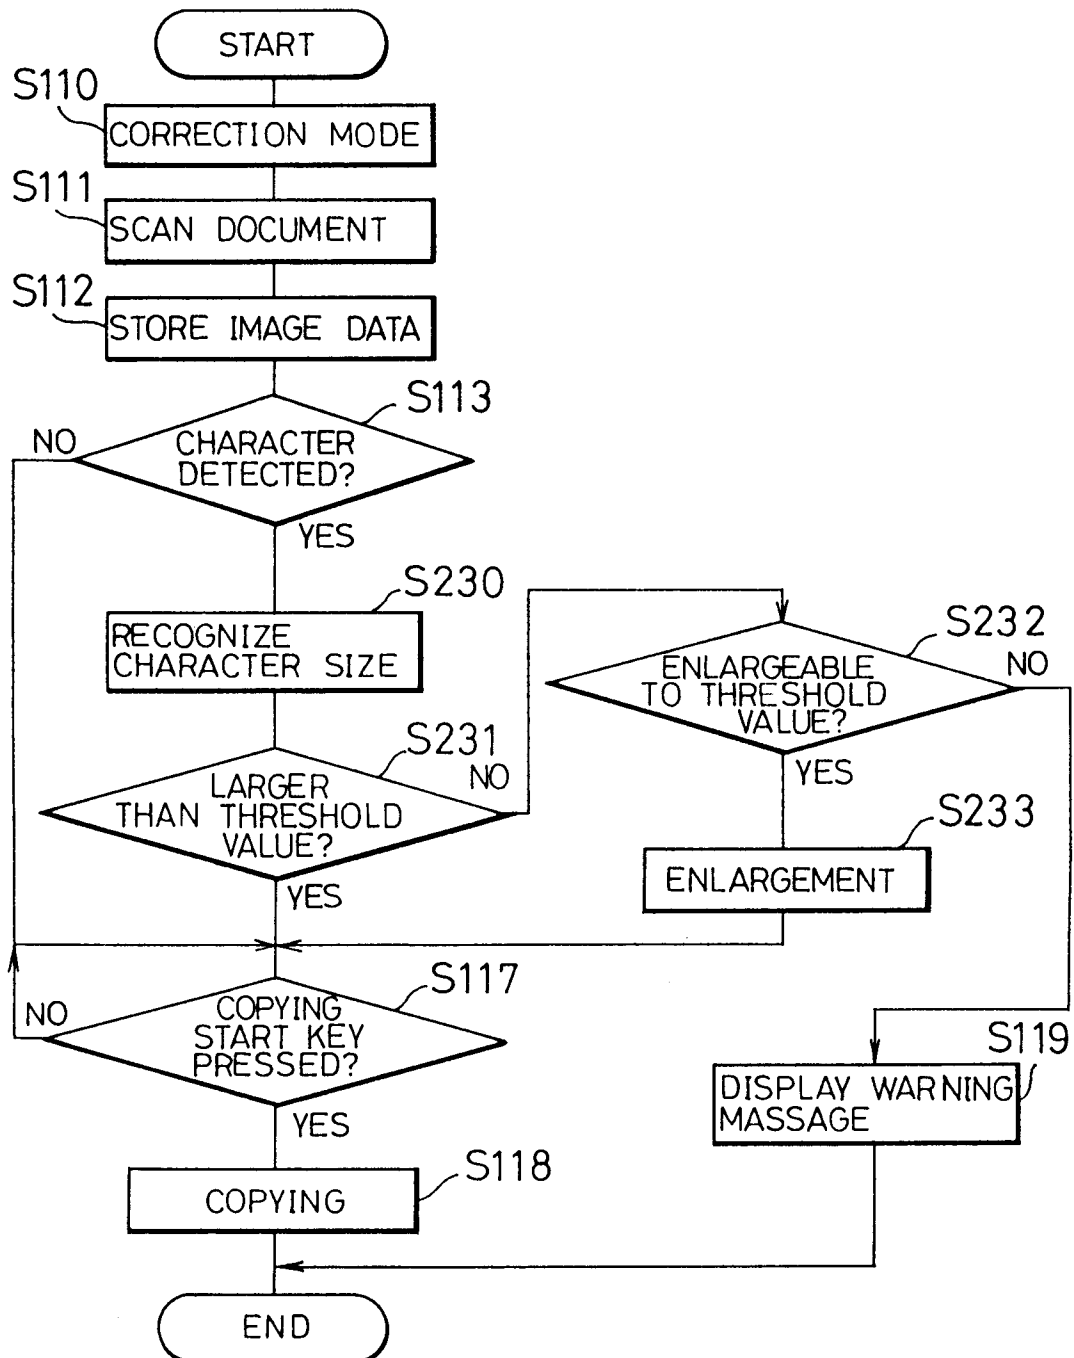 START
S110
CORRECTION MODE
S111
SCAN DOCUMENT
S112
STORE IMAGE DATA
S113
NO
CHARACTER
DETECTED?
YES
S230
RECOGNIZE
CHARACTER SIZE
S231
NO
LARGER
THAN THRESHOLD
VALUE?
YES
S232
NO
ENLARGEABLE
TO THRESHOLD
VALUE?
YES
S233
ENLARGEMENT
S117
NO
COPYING
START KEY
PRESSED?
YES
S119
DISPLAY WARNING
MASSAGE
S118
COPYING
END